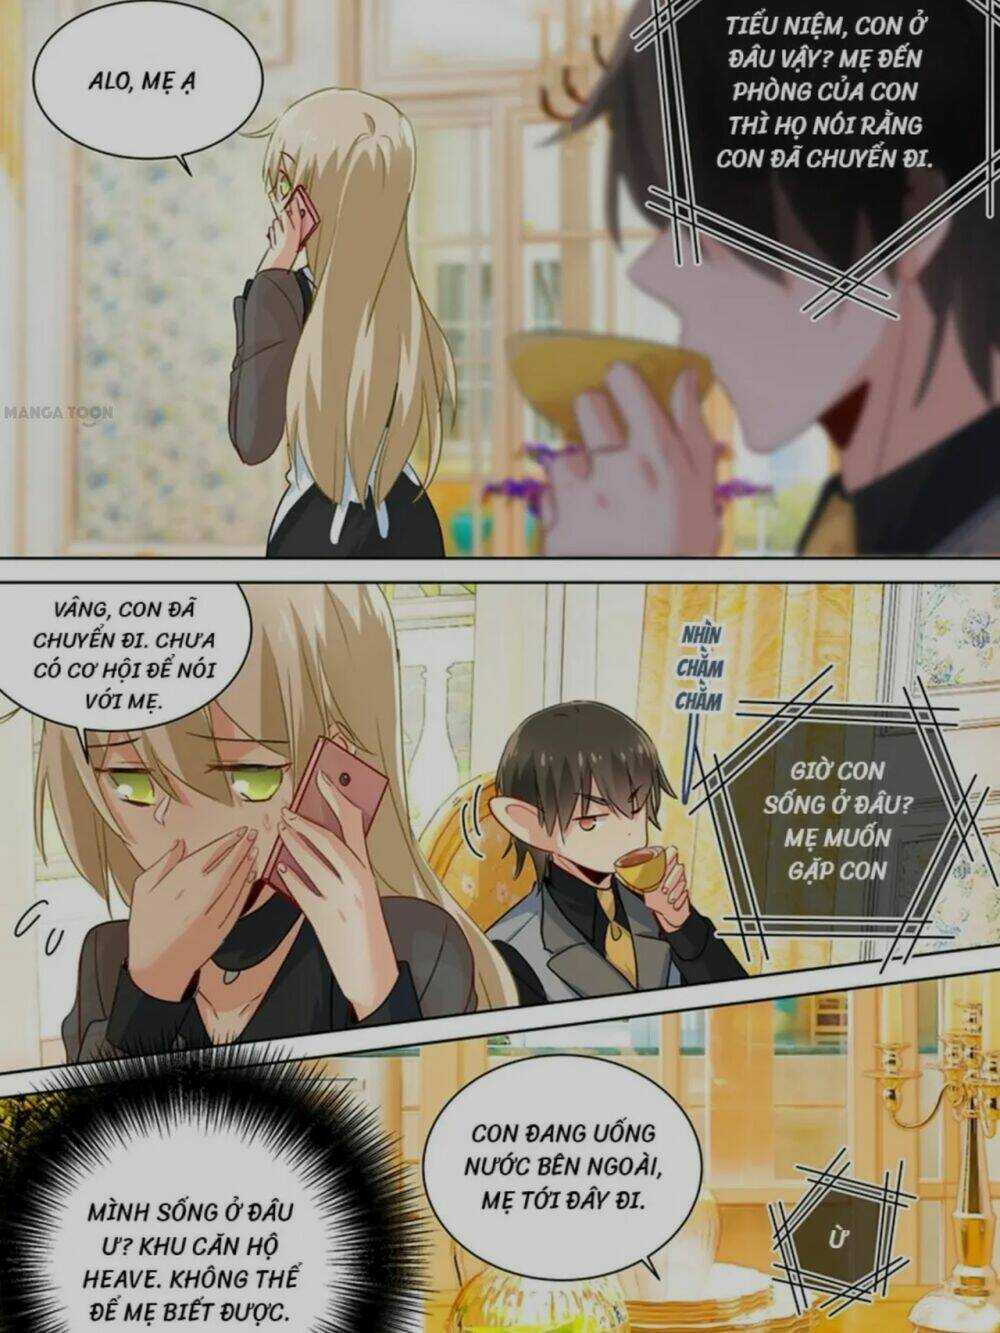 ALO, MẸ Ạ
TIỂU NIỆM, CON Ở
ĐÂU VẬY? MẸ ĐẾN
PHÒNG CỦA CON
THÌ HỌ NÓI RẰNG
CON ĐÃ CHUYỂN ĐI.
MANGA TOON
VÂNG, CON ĐÃ
CHUYỂN ĐI. CHƯA
CÓ CƠ HỘI ĐỂ NÓI
VỚI MẸ.
NHÌN
CHẰM
CHẰM
GIỜ CON
SỐNG Ở ĐÂU?
MẸ MUỐN
GẶP CON
MÌNH SỐNG Ở ĐÂU
Ư? KHU CĂN HỘ
HEAVE. KHÔNG THỂ
ĐỂ MẸ BIẾT ĐƯỢC.
CON ĐANG UỐNG
NƯỚC BÊN NGOÀI,
MẸ TỚI ĐÂY ĐI.
Ừ